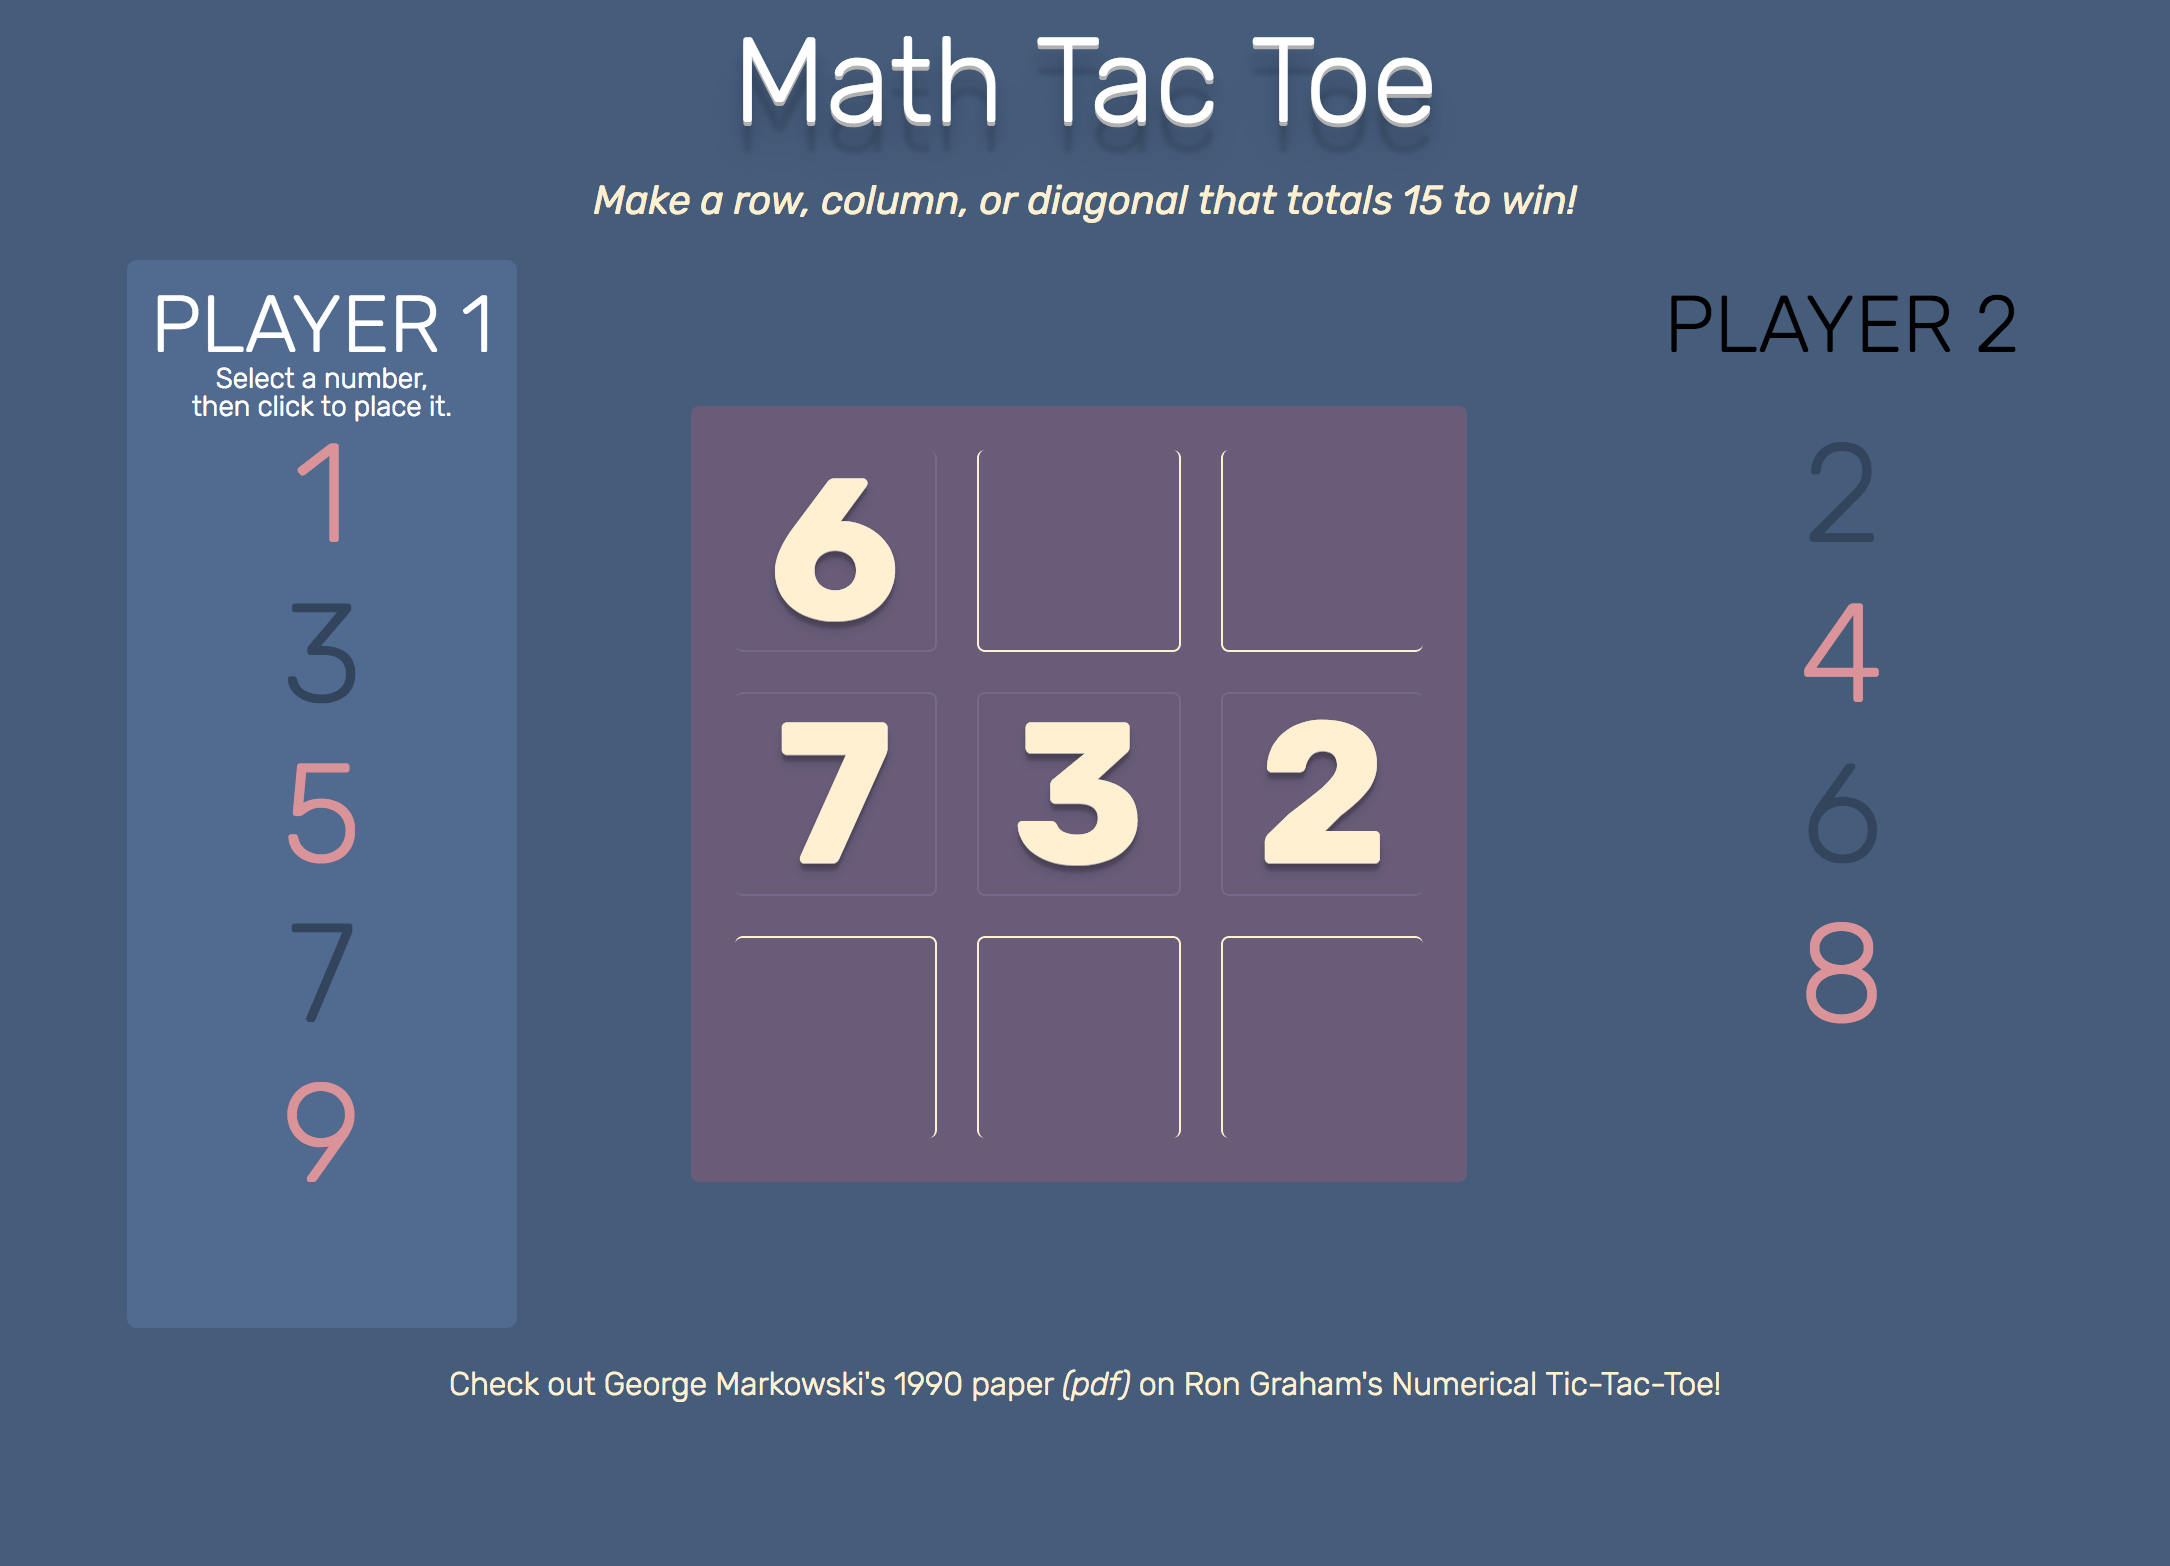 Math Tac Toe
Make a row, column, or diagonal that totals 15 to win!
PLAYER 1
Select a number,
then click to place it.
1
3
5
7
9
6
7 3 2
PLAYER 2
2
4
6
8
Check out George Markowski's 1990 paper (pdf) on Ron Graham's Numerical Tic-Tac-Toe!